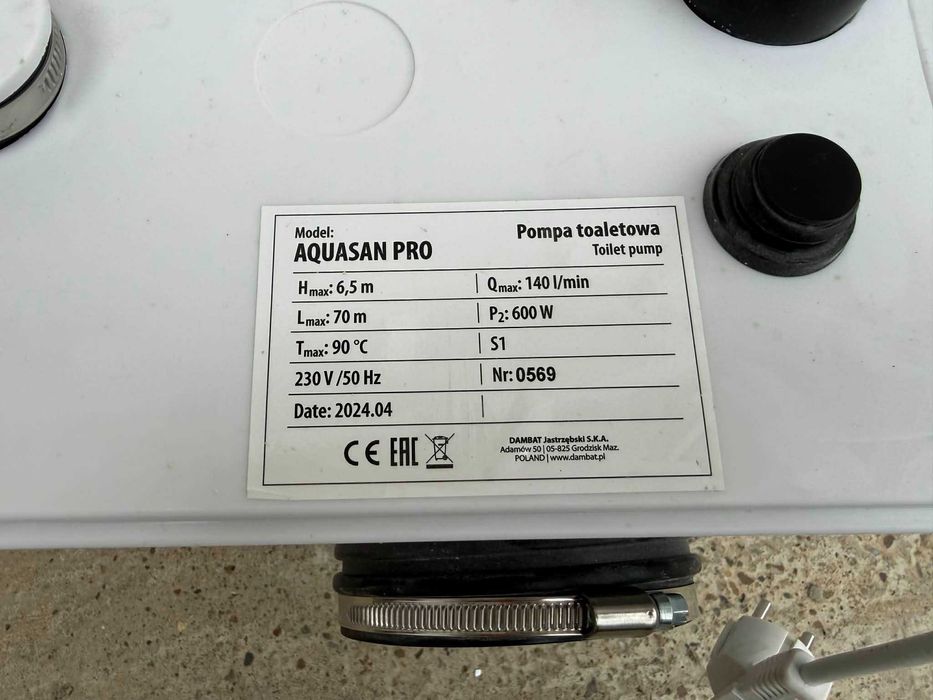 Model:
AQUASAN PRO
Pompa toaletowa
Toilet pump
Hmax: 6,5 m
Qmax: 140 l/min
Lmax: 70 m
P2: 600 W
Tmax: 90 °C
S1
230 V /50 Hz
Nr: 0569
Date: 2024.04
CE EAC
DAMBAT Jastrzębski S.K.A.
Adamów 50 | 05-825 Grodzisk Maz.
POLAND | www.dambat.pl